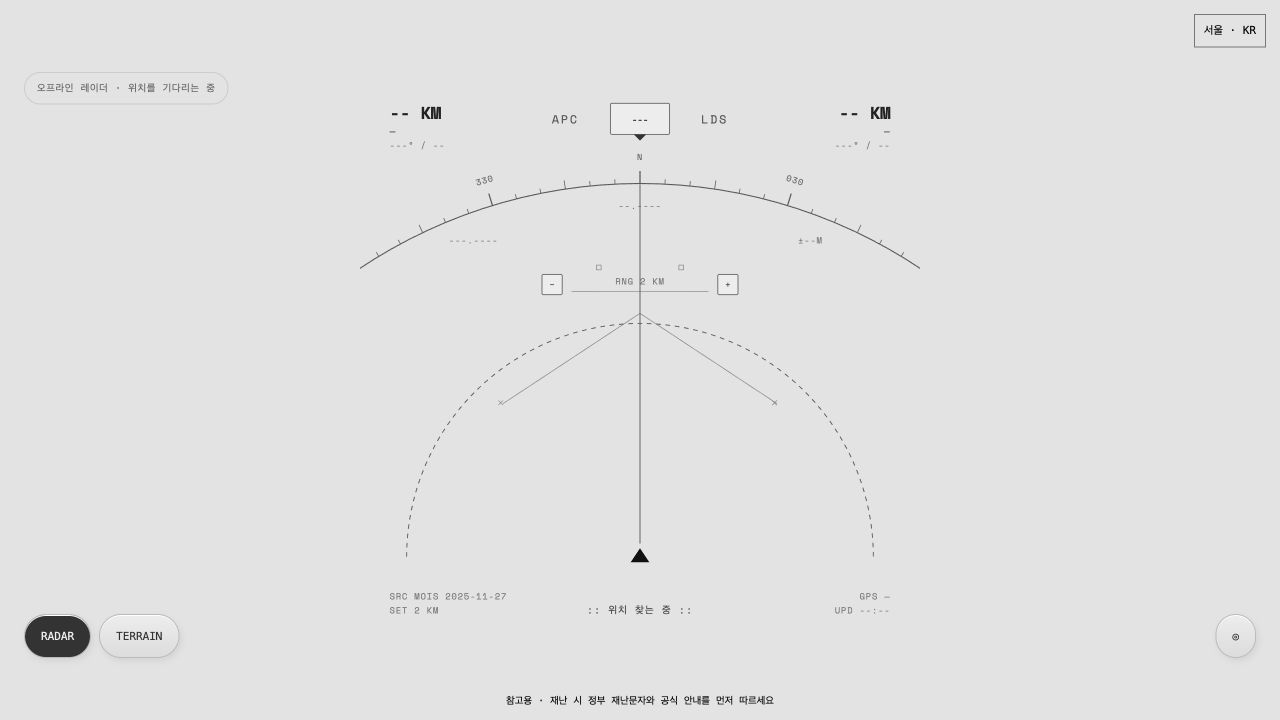 서울 · KR
오프라인 레이더 · 위치를 기다리는 중
-- KM
—
---° / --
APC
---
LDS
-- KM
—
---° / --
N
330
030
--.----
---.----
±--M
RNG 2 KM
−
+
SRC MOIS 2025-11-27
SET 2 KM
:: 위치 찾는 중 ::
GPS —
UPD --:--
RADAR
TERRAIN
◎
참고용 · 재난 시 정부 재난문자와 공식 안내를 먼저 따르세요